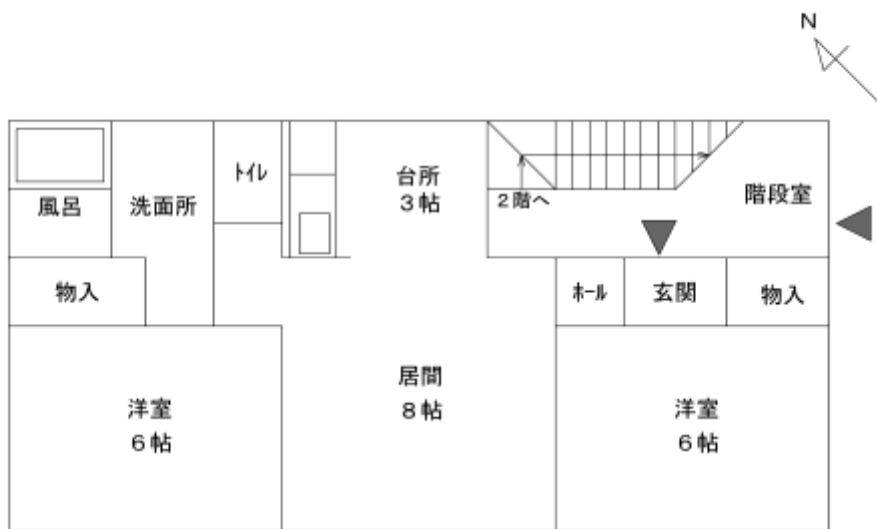 N
風呂
洗面所
ﾄｲﾚ
台所
3帖
2階へ
階段室
物入
ﾎｰﾙ
玄関
物入
洋室
6帖
居間
8帖
洋室
6帖